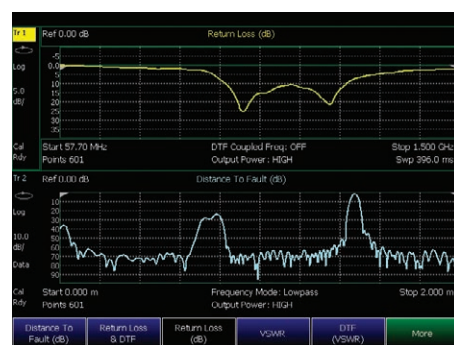 Tr 1 Ref 0.00 dB Return Loss (dB)
Log
5.0
dB/
-5
0.0
5
10
15
20
25
30
35
Cal Start 57.70 MHz DTF Coupled Freq: OFF Stop 1.500 GHz
Rdy Points 601 Output Power: HIGH Swp 396.0 ms
Tr 2 Ref 0.00 dB Distance To Fault (dB)
Log
10.0
dB/
Data
10
20
30
40
50
60
70
80
90
Cal Start 0.000 m Frequency Mode: Lowpass Stop 2.000 m
Rdy Points 601 Output Power: HIGH
Distance To Fault (dB)
Return Loss & DTF
Return Loss (dB)
VSWR
DTF (VSWR)
More